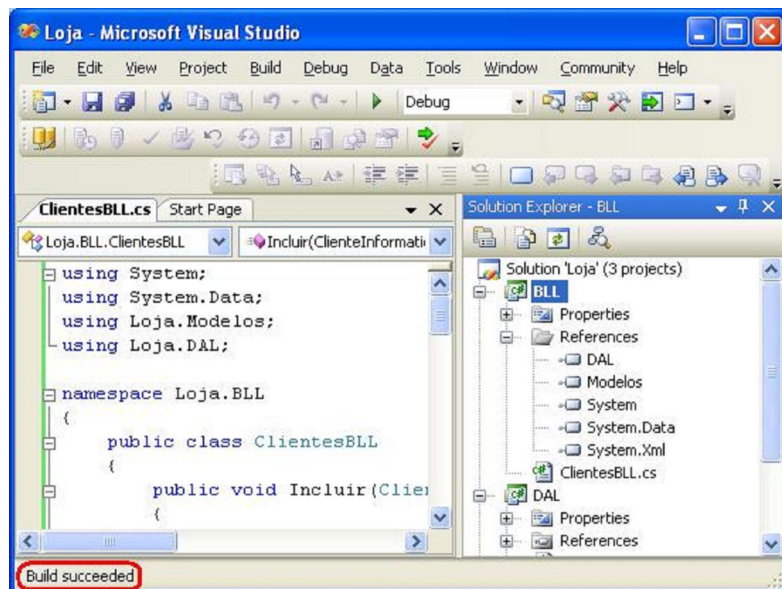 Loja - Microsoft Visual Studio
File Edit View Project Build Debug Data Tools Window Community Help
Debug
ClientesBLL.cs Start Page
Loja.BLL.ClientesBLL Incluir(ClienteInformati
using System;
using System.Data;
using Loja.Modelos;
using Loja.DAL;
namespace Loja.BLL
{
public class ClientesBLL
{
public void Incluir(Clien
{
Solution Explorer - BLL
Solution 'Loja' (3 projects)
BLL
Properties
References
DAL
Modelos
System
System.Data
System.Xml
ClientesBLL.cs
DAL
Properties
References
Build succeeded